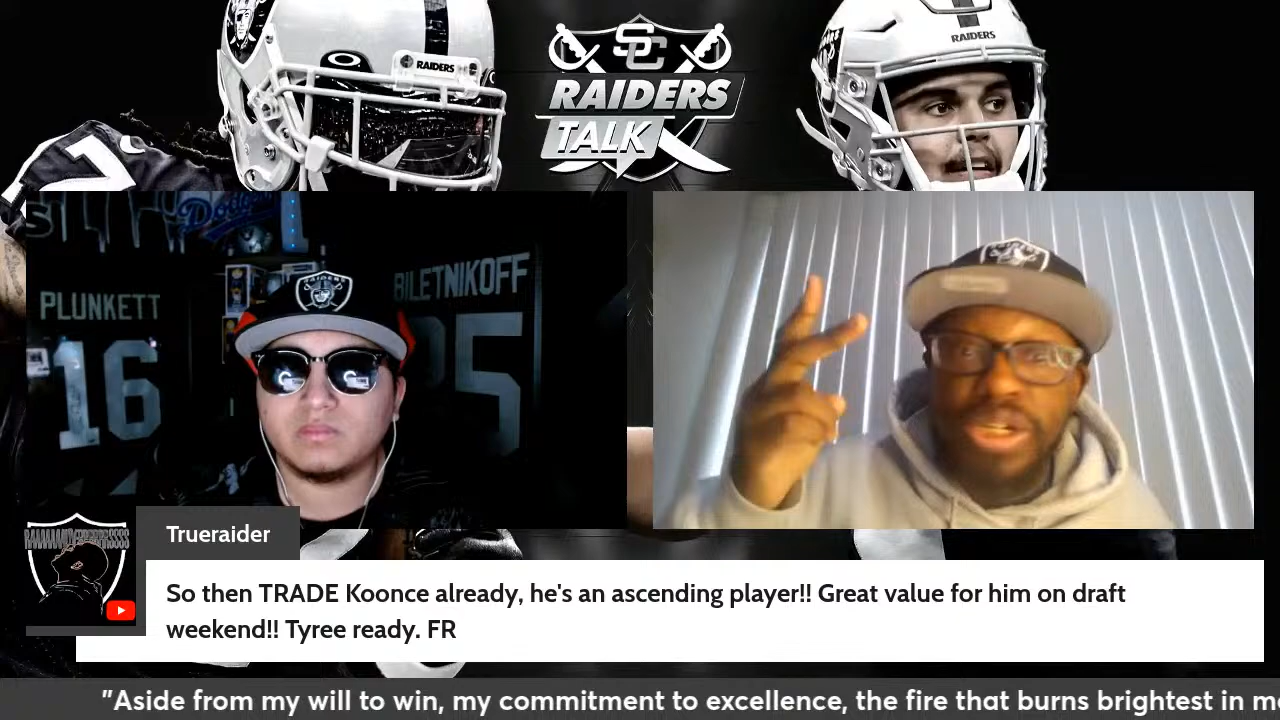 RAIDERS
RAIDERS
SC
RAIDERS
TALK
Dodgers
PLUNKETT
16
BILETNIKOFF
25
RAIDERS
Trueraider
So then TRADE Koonce already, he's an ascending player!! Great value for him on draft
weekend!! Tyree ready. FR
"Aside from my will to win, my commitment to excellence, the fire that burns brightest in m